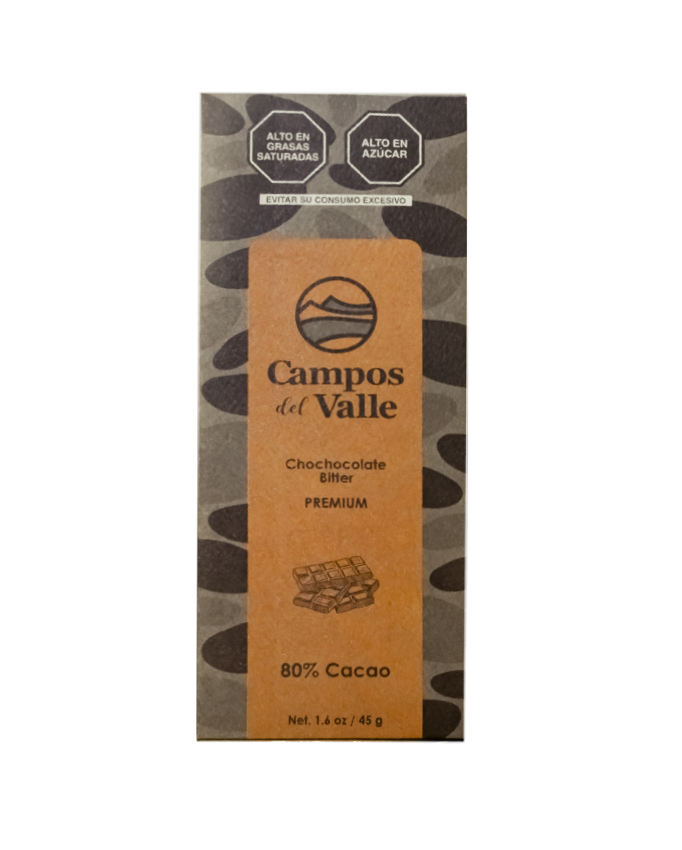 ALTO EN
GRASAS
SATURADAS
ALTO EN
AZÚCAR
EVITAR SU CONSUMO EXCESIVO
Campos
del Valle
Chochocolate
Bitter
PREMIUM
80% Cacao
Net. 1.6 oz / 45 g